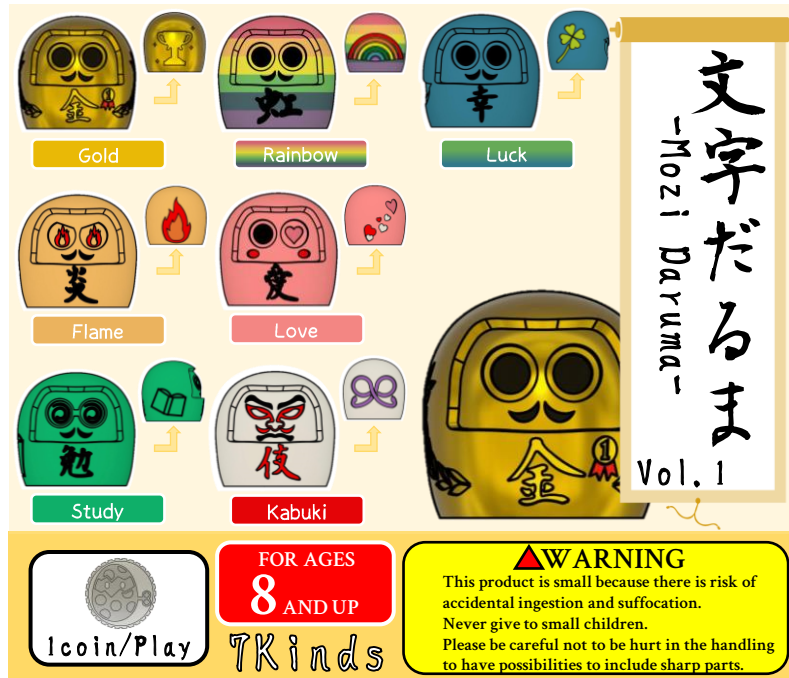 金
1
虹
幸
Gold
Rainbow
Luck
炎
愛
Flame
Love
勉
伎
Study
Kabuki
文字だるま
-Mozi Daruma-
Vol.1
金
1
1coin/Play
FOR AGES
8 AND UP
7Kinds
WARNING
This product is small because there is risk of
accidental ingestion and suffocation.
Never give to small children.
Please be careful not to be hurt in the handling
to have possibilities to include sharp parts.